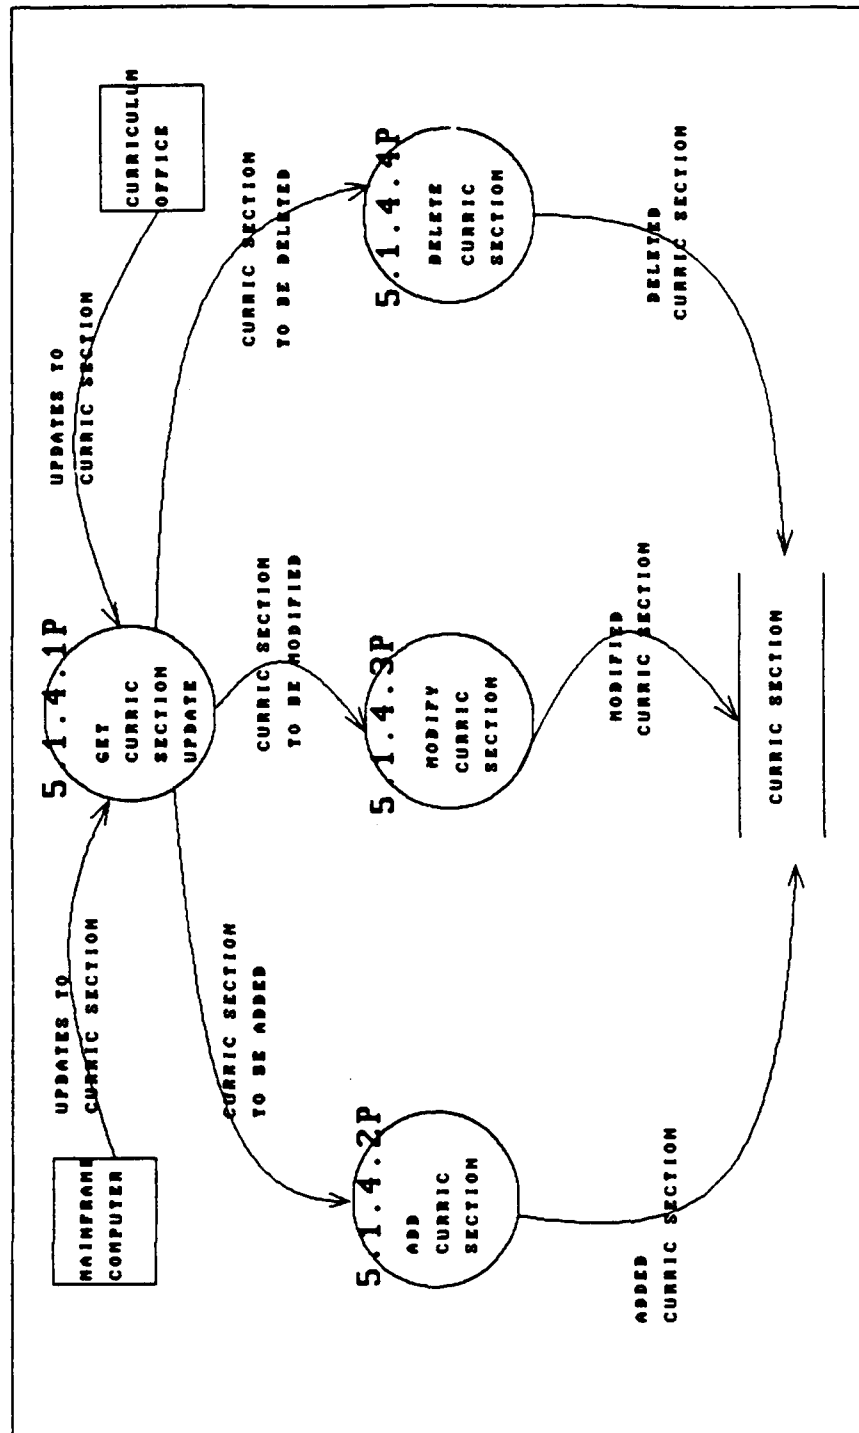 MAINFRAME
COMPUTER
UPDATES TO
CURRIC SECTION
5.1.4.1P
GET
CURRIC
SECTION
UPDATE
UPDATES TO
CURRIC SECTION
CURRICULUM
OFFICE
CURRIC SECTION
TO BE ADDED
CURRIC SECTION
TO BE MODIFIED
CURRIC SECTION
TO BE DELETED
5.1.4.2P
ADD
CURRIC
SECTION
5.1.4.3P
MODIFY
CURRIC
SECTION
5.1.4.4P
DELETE
CURRIC
SECTION
ADDED
CURRIC SECTION
MODIFIED
CURRIC SECTION
DELETED
CURRIC SECTION
CURRIC SECTION